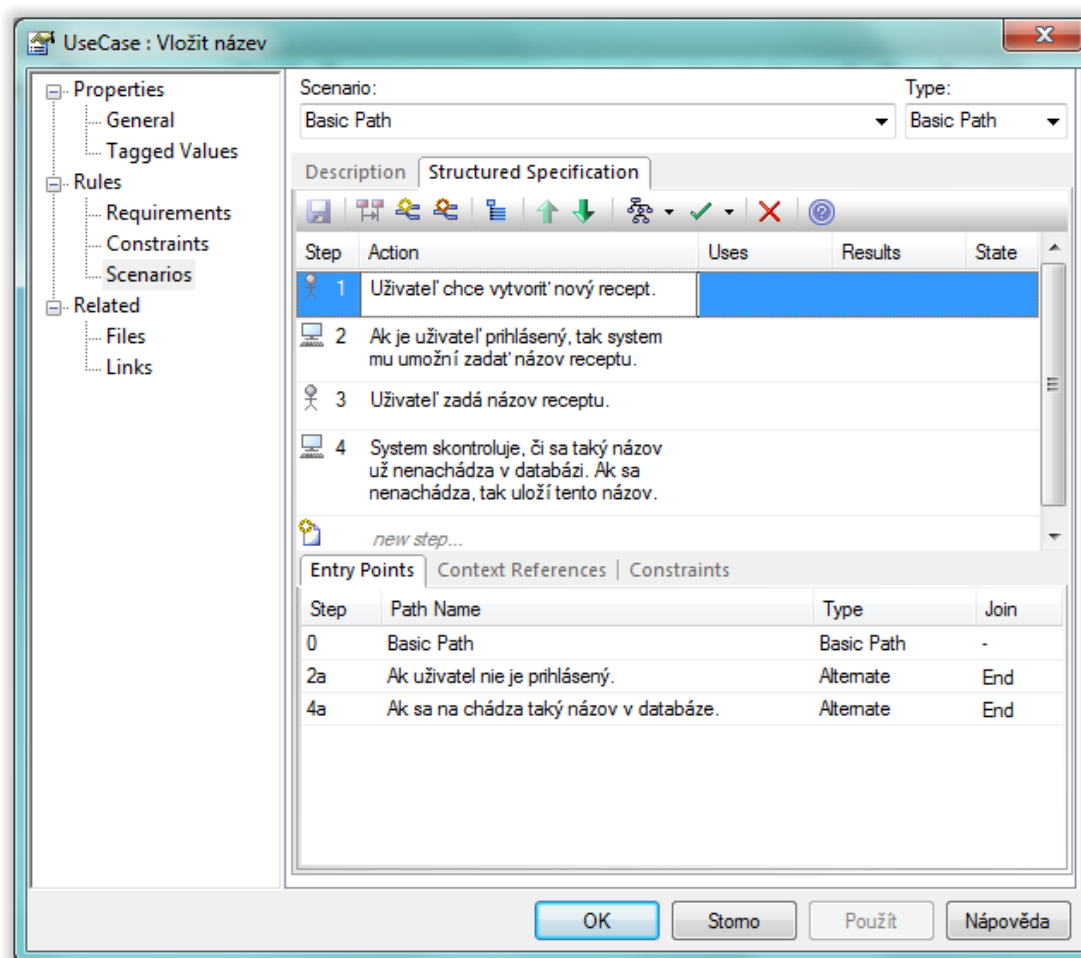 UseCase : Vložit název
Properties
General
Tagged Values
Rules
Requirements
Constraints
Scenarios
Related
Files
Links
Scenario: Type:
Basic Path Basic Path
Description Structured Specification
Step Action Uses Results State
1 Uživateľ chce vytvoriť nový recept.
2 Ak je uživateľ prihlásený, tak system
mu umožní zadať názov receptu.
3 Uživateľ zadá názov receptu.
4 System skontroluje, či sa taký názov
už nenachádza v databázi. Ak sa
nenachádza, tak uloží tento názov.
new step...
Entry Points Context References | Constraints
Step Path Name Type Join
0 Basic Path Basic Path -
2a Ak uživatel nie je prihlásený. Alternate End
4a Ak sa na chádza taký názov v databáze. Alternate End
OK Storno Použít Nápověda